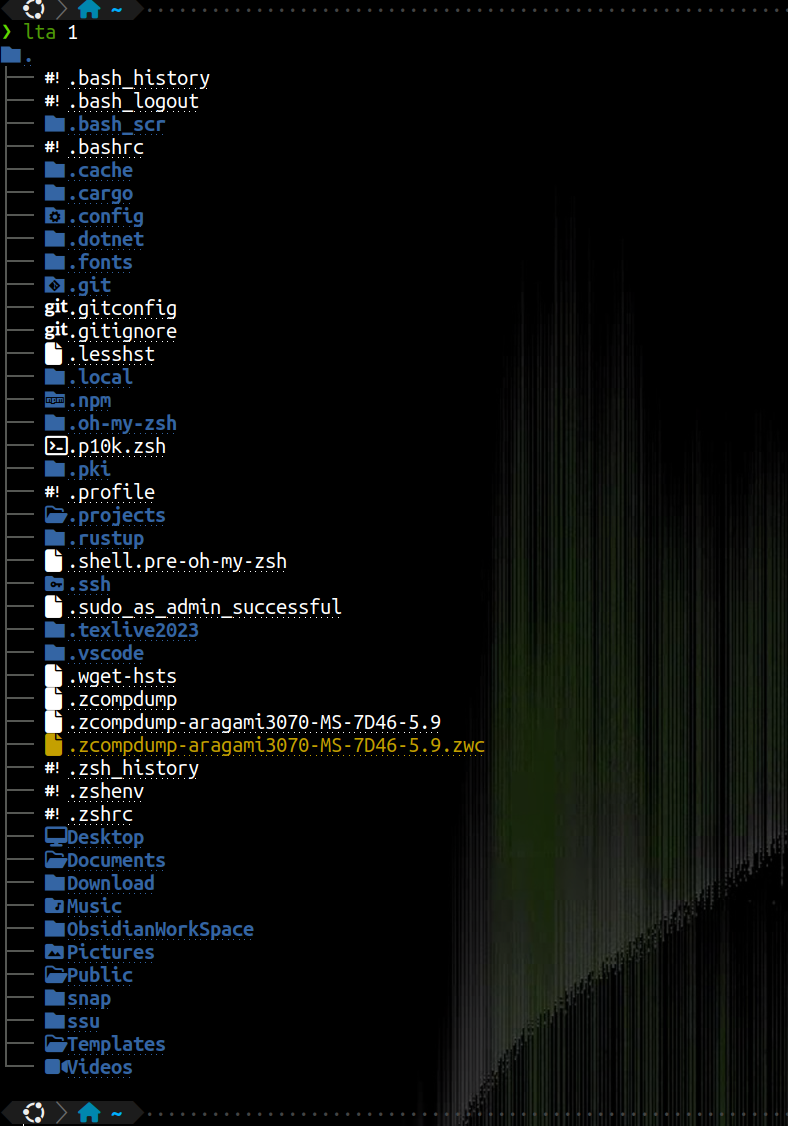 ~
❯ lta 1
.
#! .bash_history
#! .bash_logout
.bash_scr
#! .bashrc
.cache
.cargo
.config
.dotnet
.fonts
.git
git .gitconfig
git .gitignore
.lesshst
.local
.npm
.oh-my-zsh
.p10k.zsh
.pki
#! .profile
.projects
.rustup
.shell.pre-oh-my-zsh
.ssh
.sudo_as_admin_successful
.texlive2023
.vscode
.wget-hsts
.zcompdump
.zcompdump-aragami3070-MS-7D46-5.9
.zcompdump-aragami3070-MS-7D46-5.9.zwc
#! .zsh_history
#! .zshenv
#! .zshrc
Desktop
Documents
Download
Music
ObsidianWorkSpace
Pictures
Public
snap
ssu
Templates
Videos
~